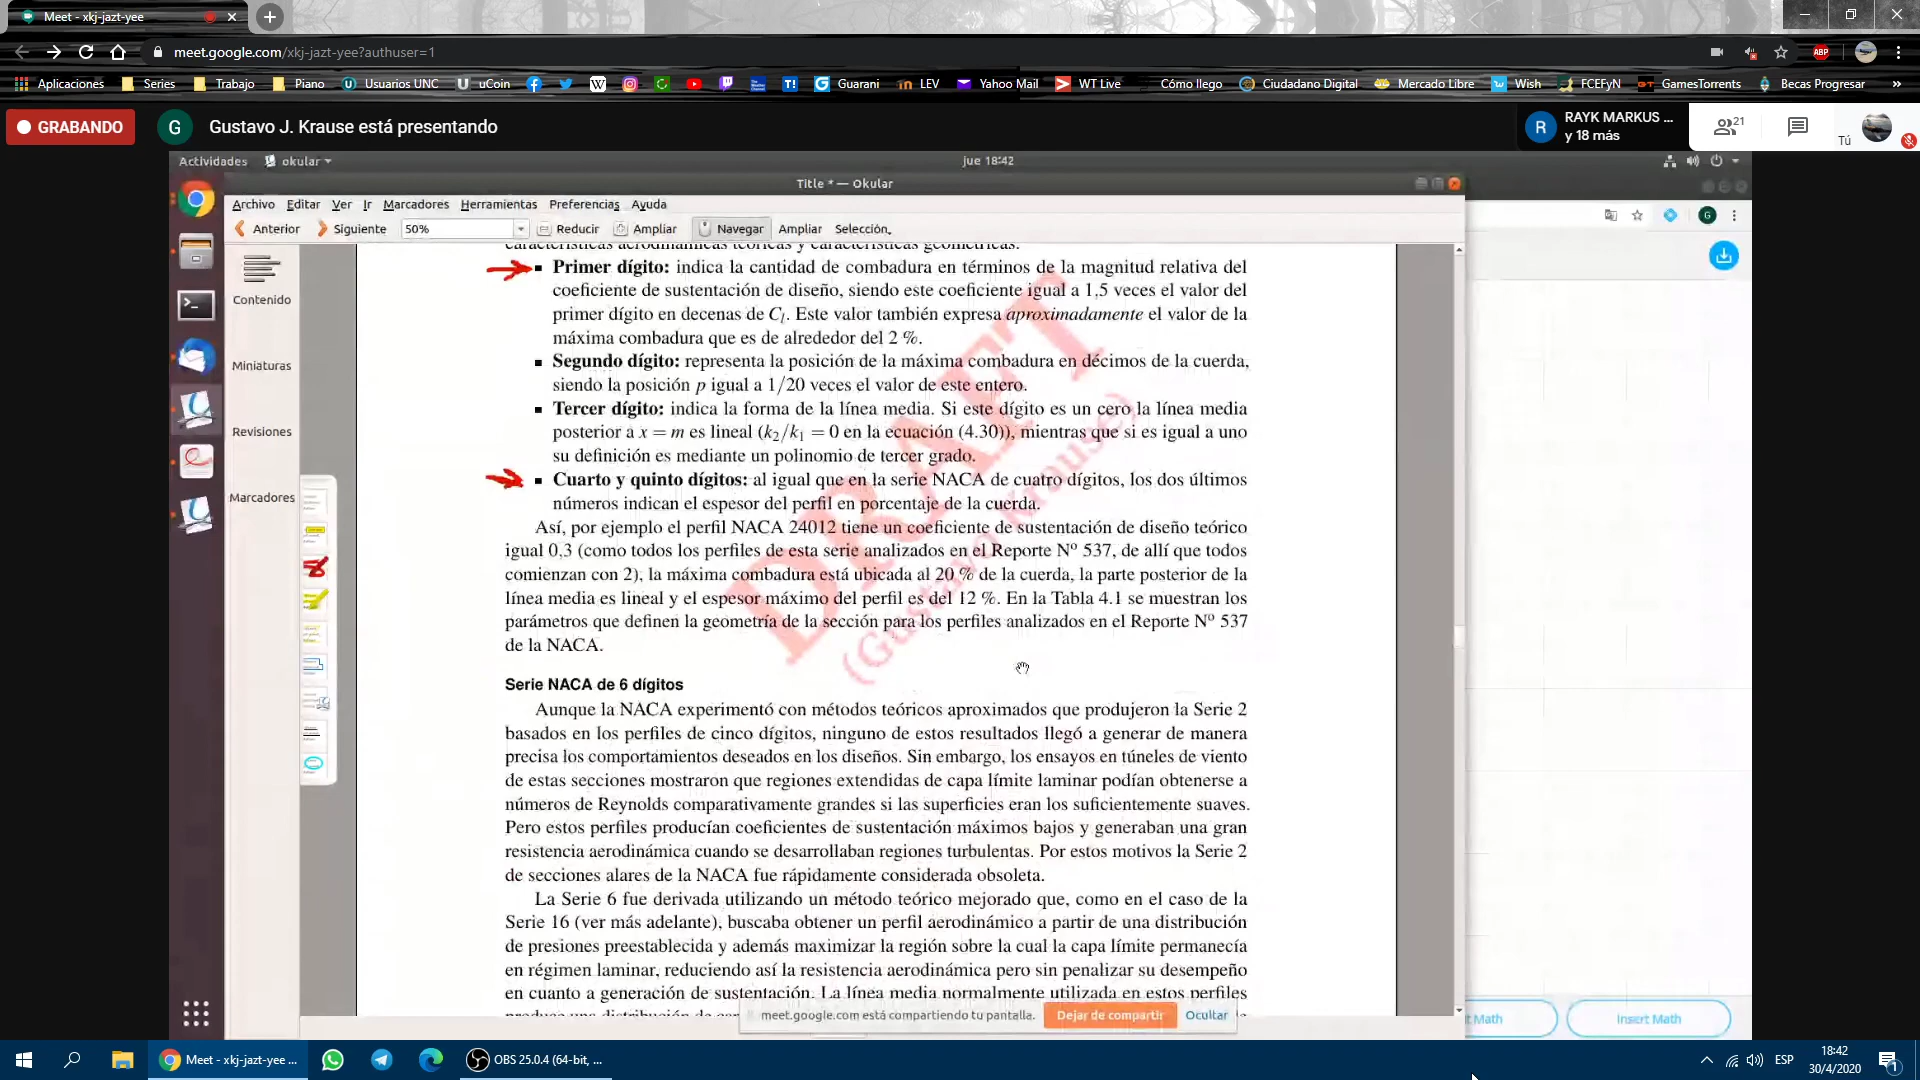 Meet - xkj-jazt-yee
meet.google.com/xkj-jazt-yee?authuser=1
ABP
Aplicaciones Series Trabajo Piano Usuarios UNC uCoin Guarani LEV Yahoo Mail WT Live Cómo llego Ciudadano Digital Mercado Libre Wish FCEFyN GamesTorrents Becas Progresar »
GRABANDO
G Gustavo J. Krause está presentando
R RAYK MARKUS ...
y 18 más
21
Tú
Actividades okular jue 18:42
Title * — Okular
Archivo Editar Ver Ir Marcadores Herramientas Preferencias Ayuda
Anterior Siguiente 50% Reducir Ampliar Navegar Ampliar Selección
Contenido
Miniaturas
Revisiones
Marcadores
características aerodinámicas teóricas y características geométricas.
▪ Primer dígito: indica la cantidad de combadura en términos de la magnitud relativa del
coeficiente de sustentación de diseño, siendo este coeficiente igual a 1,5 veces el valor del
primer dígito en decenas de Cl. Este valor también expresa aproximadamente el valor de la
máxima combadura que es de alrededor del 2 %.
▪ Segundo dígito: representa la posición de la máxima combadura en décimos de la cuerda,
siendo la posición p igual a 1/20 veces el valor de este entero.
▪ Tercer dígito: indica la forma de la línea media. Si este dígito es un cero la línea media
posterior a x = m es lineal (k2/k1 = 0 en la ecuación (4.30)), mientras que si es igual a uno
su definición es mediante un polinomio de tercer grado.
▪ Cuarto y quinto dígitos: al igual que en la serie NACA de cuatro dígitos, los dos últimos
números indican el espesor del perfil en porcentaje de la cuerda.
Así, por ejemplo el perfil NACA 24012 tiene un coeficiente de sustentación de diseño teórico
igual 0,3 (como todos los perfiles de esta serie analizados en el Reporte Nº 537, de allí que todos
comienzan con 2), la máxima combadura está ubicada al 20 % de la cuerda, la parte posterior de la
línea media es lineal y el espesor máximo del perfil es del 12 %. En la Tabla 4.1 se muestran los
parámetros que definen la geometría de la sección para los perfiles analizados en el Reporte Nº 537
de la NACA.
DRAFT
(Gustavo Krause)
Serie NACA de 6 dígitos
Aunque la NACA experimentó con métodos teóricos aproximados que produjeron la Serie 2
basados en los perfiles de cinco dígitos, ninguno de estos resultados llegó a generar de manera
precisa los comportamientos deseados en los diseños. Sin embargo, los ensayos en túneles de viento
de estas secciones mostraron que regiones extendidas de capa límite laminar podían obtenerse a
números de Reynolds comparativamente grandes si las superficies eran los suficientemente suaves.
Pero estos perfiles producían coeficientes de sustentación máximos bajos y generaban una gran
resistencia aerodinámica cuando se desarrollaban regiones turbulentas. Por estos motivos la Serie 2
de secciones alares de la NACA fue rápidamente considerada obsoleta.
La Serie 6 fue derivada utilizando un método teórico mejorado que, como en el caso de la
Serie 16 (ver más adelante), buscaba obtener un perfil aerodinámico a partir de una distribución
de presiones preestablecida y además maximizar la región sobre la cual la capa límite permanecía
en régimen laminar, reduciendo así la resistencia aerodinámica pero sin penalizar su desempeño
en cuanto a generación de sustentación. La línea media normalmente utilizada en estos perfiles
meet.google.com está compartiendo tu pantalla. Dejar de compartir Ocultar
Math Insert Math
Meet - xkj-jazt-yee ... OBS 25.0.4 (64-bit, ... ESP
18:42
30/4/2020
1